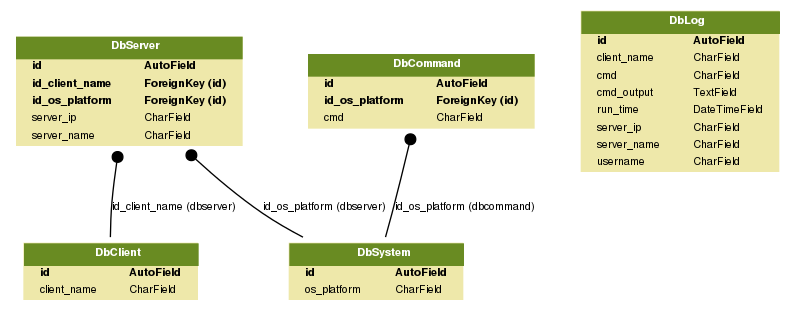 DbServer
id AutoField
id_client_name ForeignKey (id)
id_os_platform ForeignKey (id)
server_ip CharField
server_name CharField
DbCommand
id AutoField
id_os_platform ForeignKey (id)
cmd CharField
DbLog
id AutoField
client_name CharField
cmd CharField
cmd_output TextField
run_time DateTimeField
server_ip CharField
server_name CharField
username CharField
id_client_name (dbserver)
id_os_platform (dbserver)
id_os_platform (dbcommand)
DbClient
id AutoField
client_name CharField
DbSystem
id AutoField
os_platform CharField